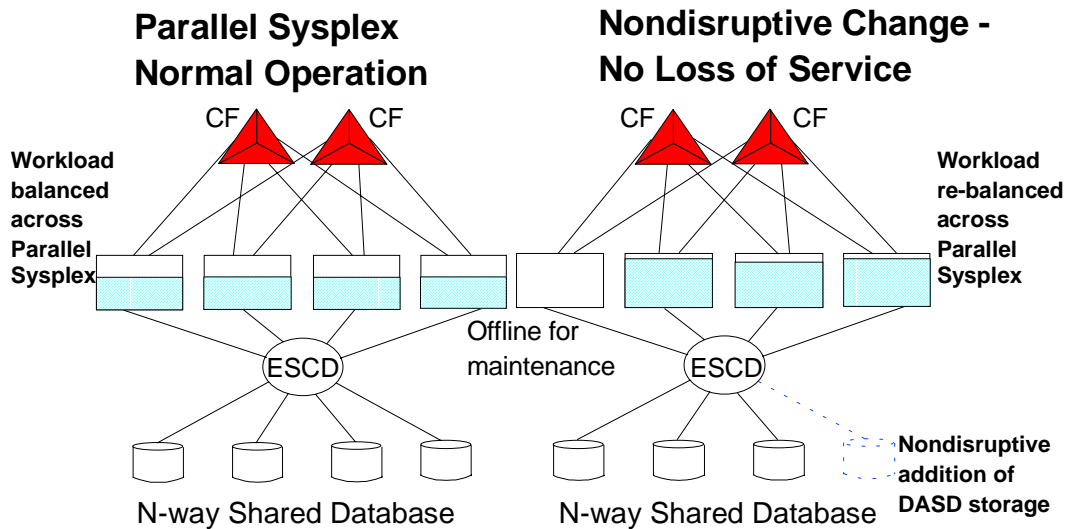 Parallel Sysplex
Normal Operation
CF
CF
Workload
balanced
across
Parallel
Sysplex
ESCD
N-way Shared Database
Nondisruptive Change -
No Loss of Service
CF
CF
Workload
re-balanced
across
Parallel
Sysplex
Offline for
maintenance
ESCD
Nondisruptive
addition of
DASD storage
N-way Shared Database